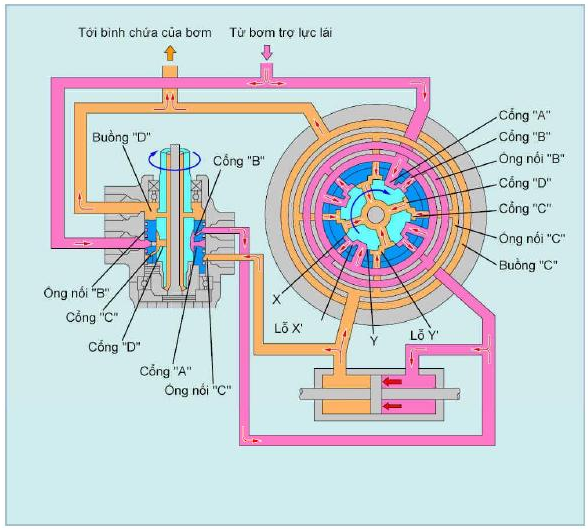 Tới bình chứa của bơm
Từ bơm trợ lực lái
Buồng "D"
Cổng "B"
Ống nối "B"
Cổng "C"
Cổng "D"
Cổng "A"
Ống nối "C"
Cổng "A"
Cổng "B"
Ống nối "B"
Cổng "D"
Cổng "C"
Ống nối "C"
Buồng "C"
X
Lỗ X'
Y
Lỗ Y'